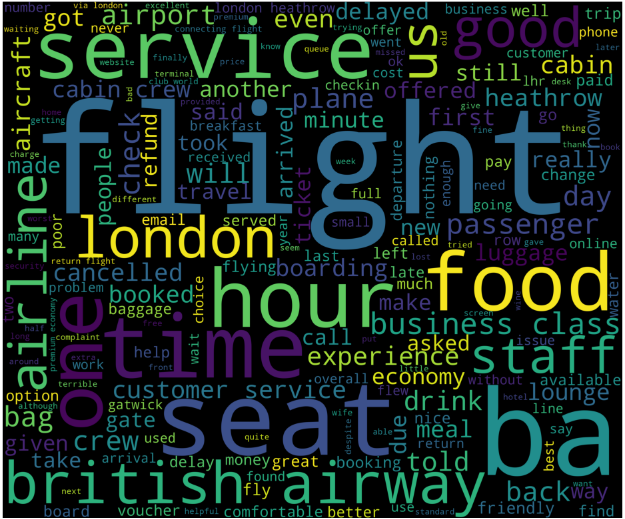 number
got
via london
excellent
premium
london heathrow
connecting flight
airport
delayed
business
well
trip
waiting
never
even
service
us
old
good
offer
phone
later
website
finally
price
know
queue
trying
went
missed
ok
cost
customer
terminal
club world
still
cabin
aircraft
cabin crew
another
plane
offered
checkin
lhr
desk
paid
heathrow
home
getting
bad
said
breakfast
minute
first
go
give
fine
thing
thank
book
now
charge
made
people
check
refund
took
received
will
travel
arrived
provided
week
full
departure
nothing
enough
pay
need
going
really
change
day
different
flight
airline
many
poor
email
served
year
ticket
small
new
passenger
worst
london
seem
called
tried
row
gave
online
security
return flight
last
left
luggage
cancelled
flying
boarding
late
much
food
water
two
problem
booked
choice
hour
make
screen
one
half
long
premium economy
baggage
free
time
call
put
asked
business class
complaint
wait
experience
issue
around
extra
work
help
front
little
staff
option
terrible
customer service
overall
economy
without
available
although
gatwick
flew
hotel
lounge
bag
gate
used
seat
wife
drink
nice
line
given
crew
quite
despite
able
due
meal
return
best
say
ba
take
arrival
delay
money
great
booking
told
want
found
british airway
back
way
next
fly
use
board
voucher
helpful
comfortable
better
standard
friendly
find